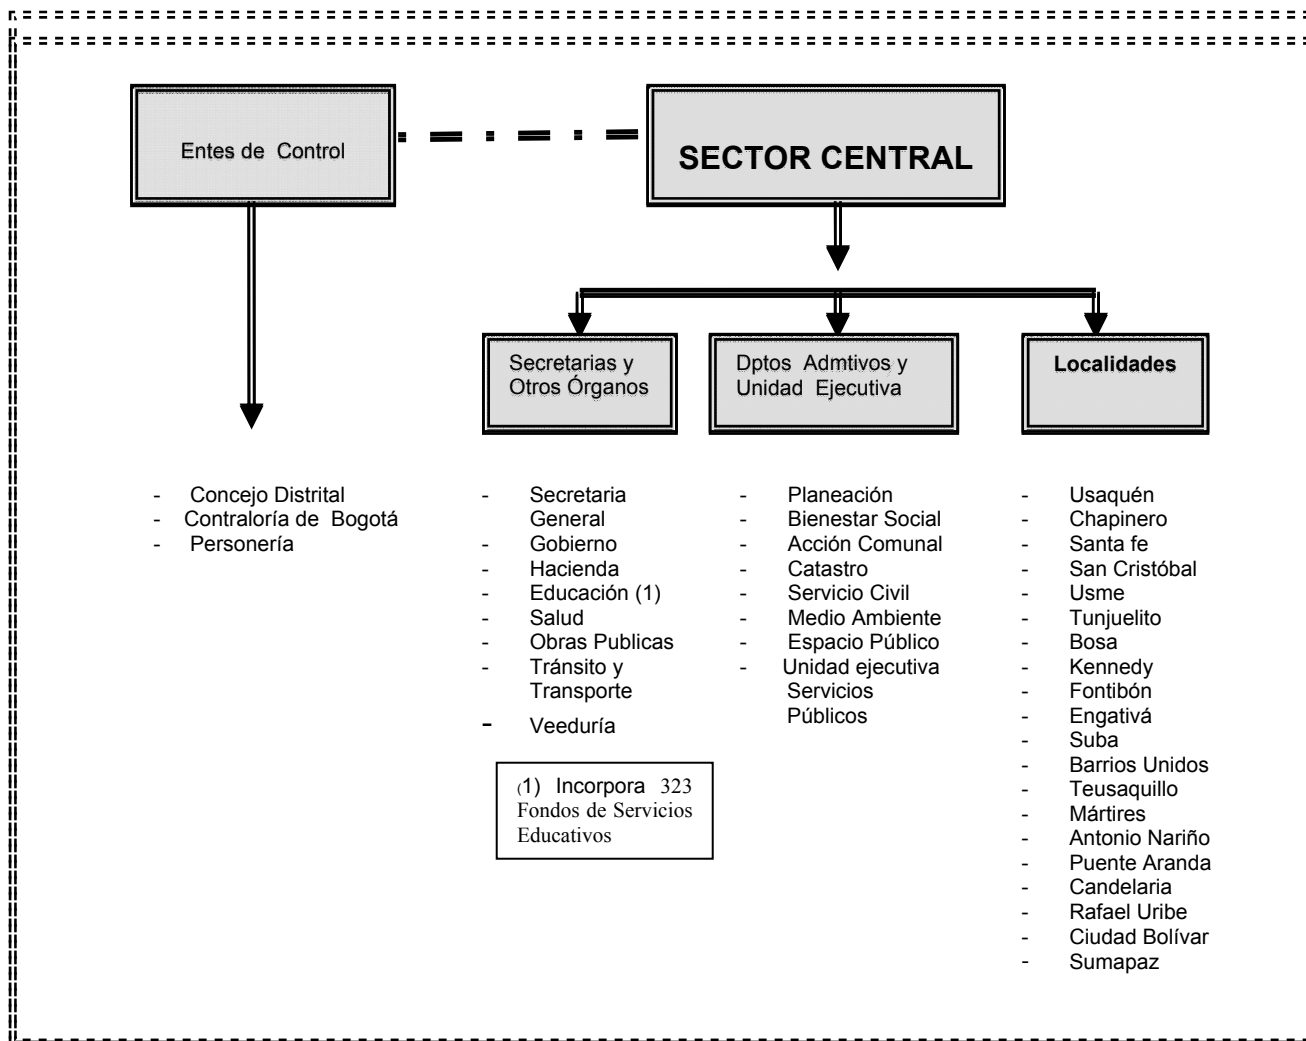 Entes de Control
SECTOR CENTRAL
Secretarias y
Otros Órganos
Dptos Admtivos y
Unidad Ejecutiva
Localidades
- Concejo Distrital
- Contraloría de Bogotá
- Personería
- Secretaria
General
- Gobierno
- Hacienda
- Educación (1)
- Salud
- Obras Publicas
- Tránsito y
Transporte
- Veeduría
(1) Incorpora 323
Fondos de Servicios
Educativos
- Planeación
- Bienestar Social
- Acción Comunal
- Catastro
- Servicio Civil
- Medio Ambiente
- Espacio Público
- Unidad ejecutiva
Servicios
Públicos
- Usaquén
- Chapinero
- Santa fe
- San Cristóbal
- Usme
- Tunjuelito
- Bosa
- Kennedy
- Fontibón
- Engativá
- Suba
- Barrios Unidos
- Teusaquillo
- Mártires
- Antonio Nariño
- Puente Aranda
- Candelaria
- Rafael Uribe
- Ciudad Bolívar
- Sumapaz